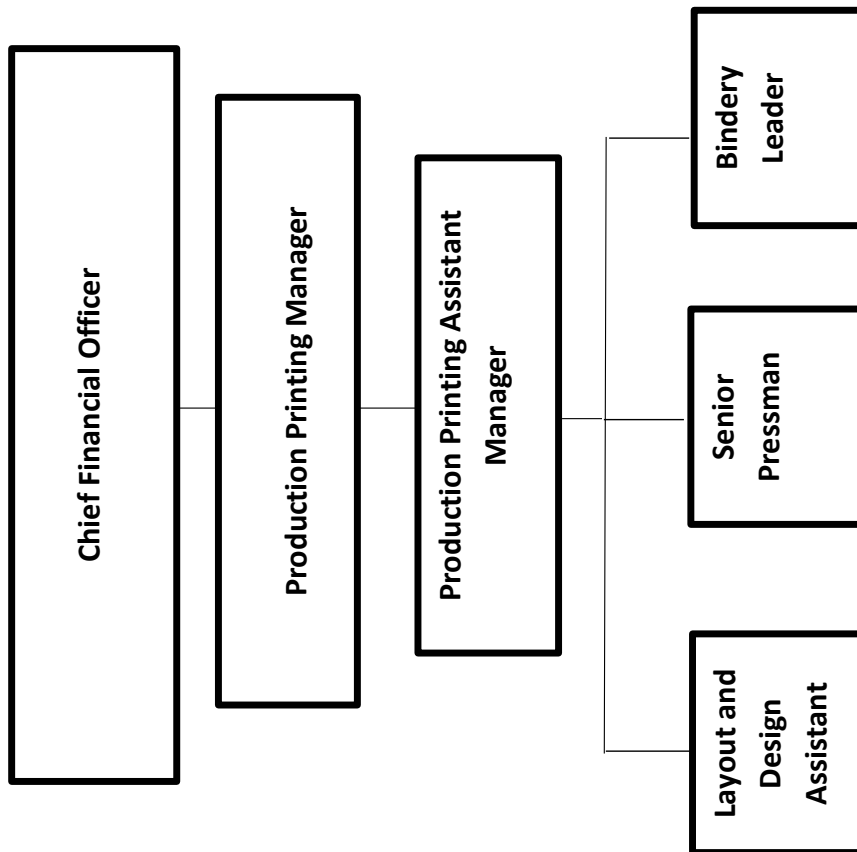 Chief Financial Officer
Production Printing Manager
Production Printing Assistant
Manager
Layout and
Design
Assistant
Senior
Pressman
Bindery
Leader